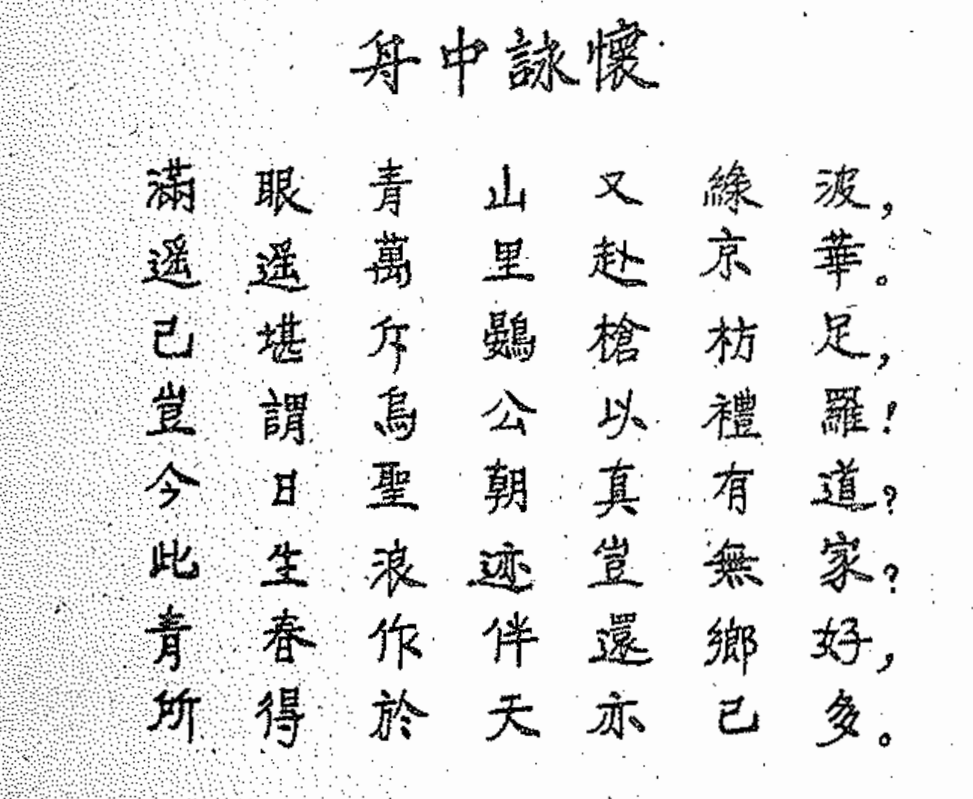 舟中詠懷
滿眼青山又綠波，
遥遥萬里赴京華。
己堪斥鷃槍枋足，
豈謂烏公以禮羅！
今日聖朝真有道？
此生浪迹豈無家？
青春作伴還鄉好，
所得於天亦己多。